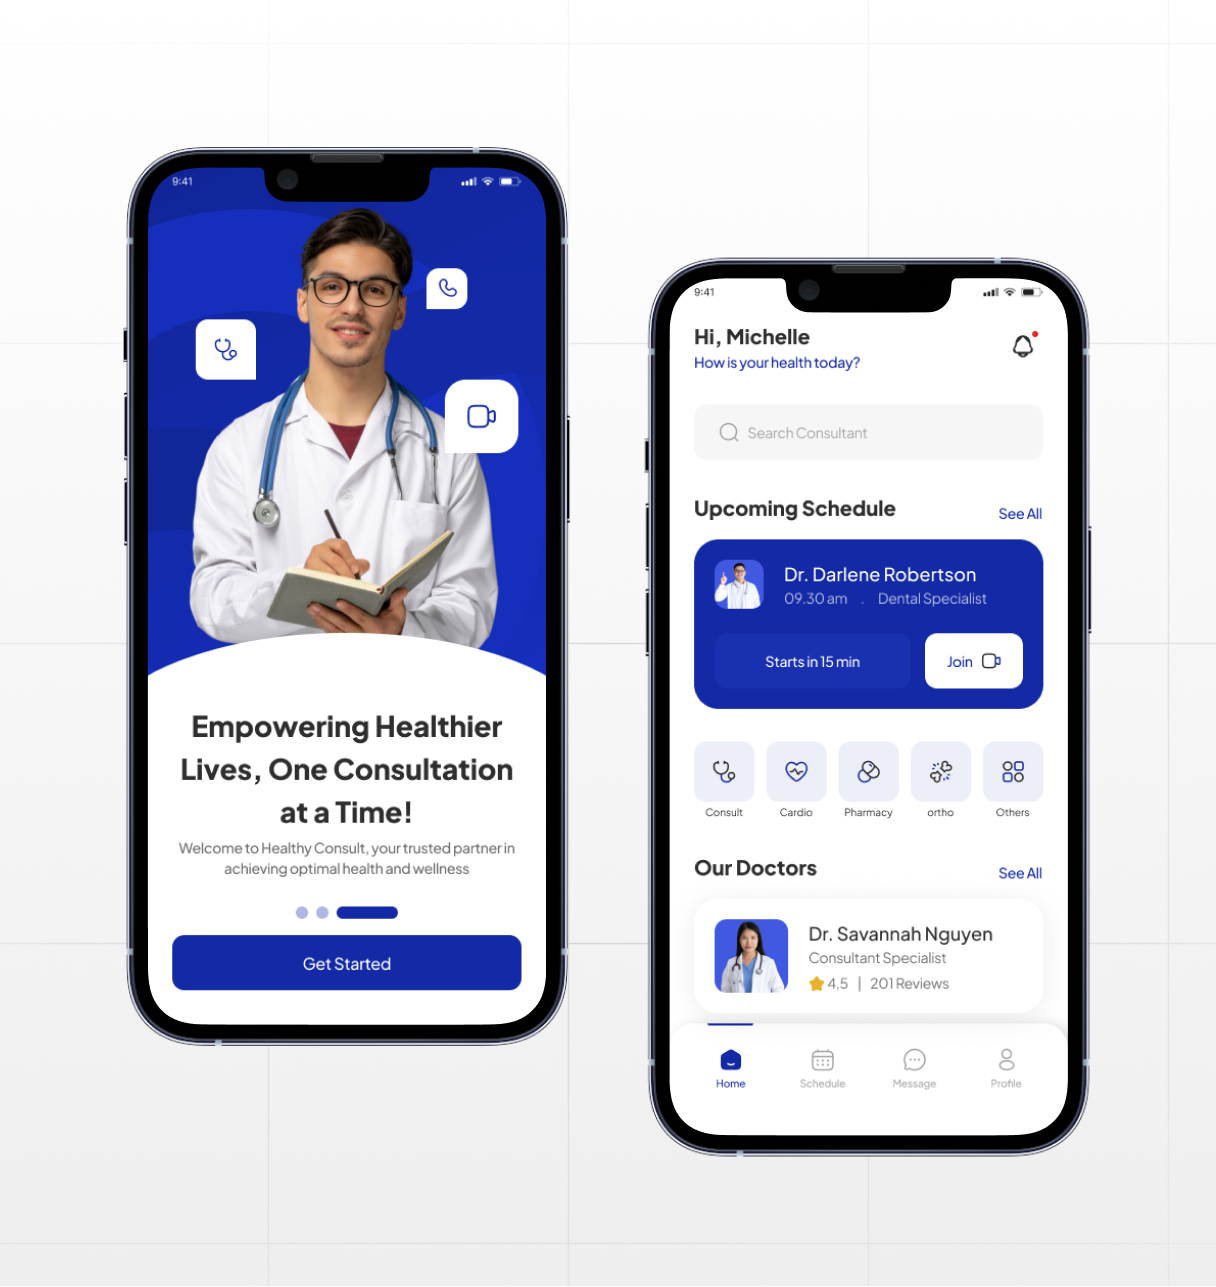 9:41
Empowering Healthier
Lives, One Consultation
at a Time!
Welcome to Healthy Consult, your trusted partner in
achieving optimal health and wellness
Get Started
9:41
Hi, Michelle
How is your health today?
Search Consultant
Upcoming Schedule
See All
Dr. Darlene Robertson
09.30 am . Dental Specialist
Starts in 15 min
Join
Consult
Cardio
Pharmacy
ortho
Others
Our Doctors
See All
Dr. Savannah Nguyen
Consultant Specialist
4,5 | 201 Reviews
Home
Schedule
Message
Profile